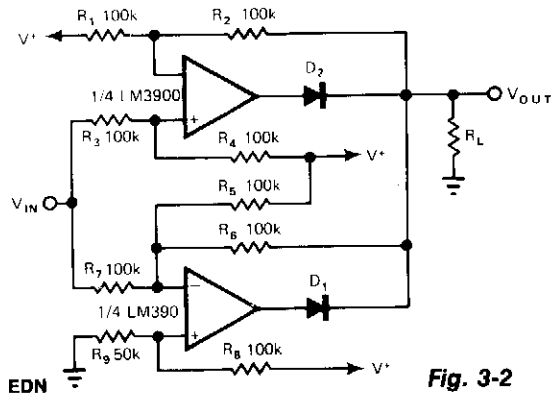 R1 100k
R2 100k
V+
D2
1/4 LM3900
+
VOUT
R3 100k
R4 100k
RL
V+
R5 100k
VIN
R6 100k
R7 100k
−
D1
1/4 LM390
+
R9 50k
R8 100k
V+
EDN
Fig. 3-2